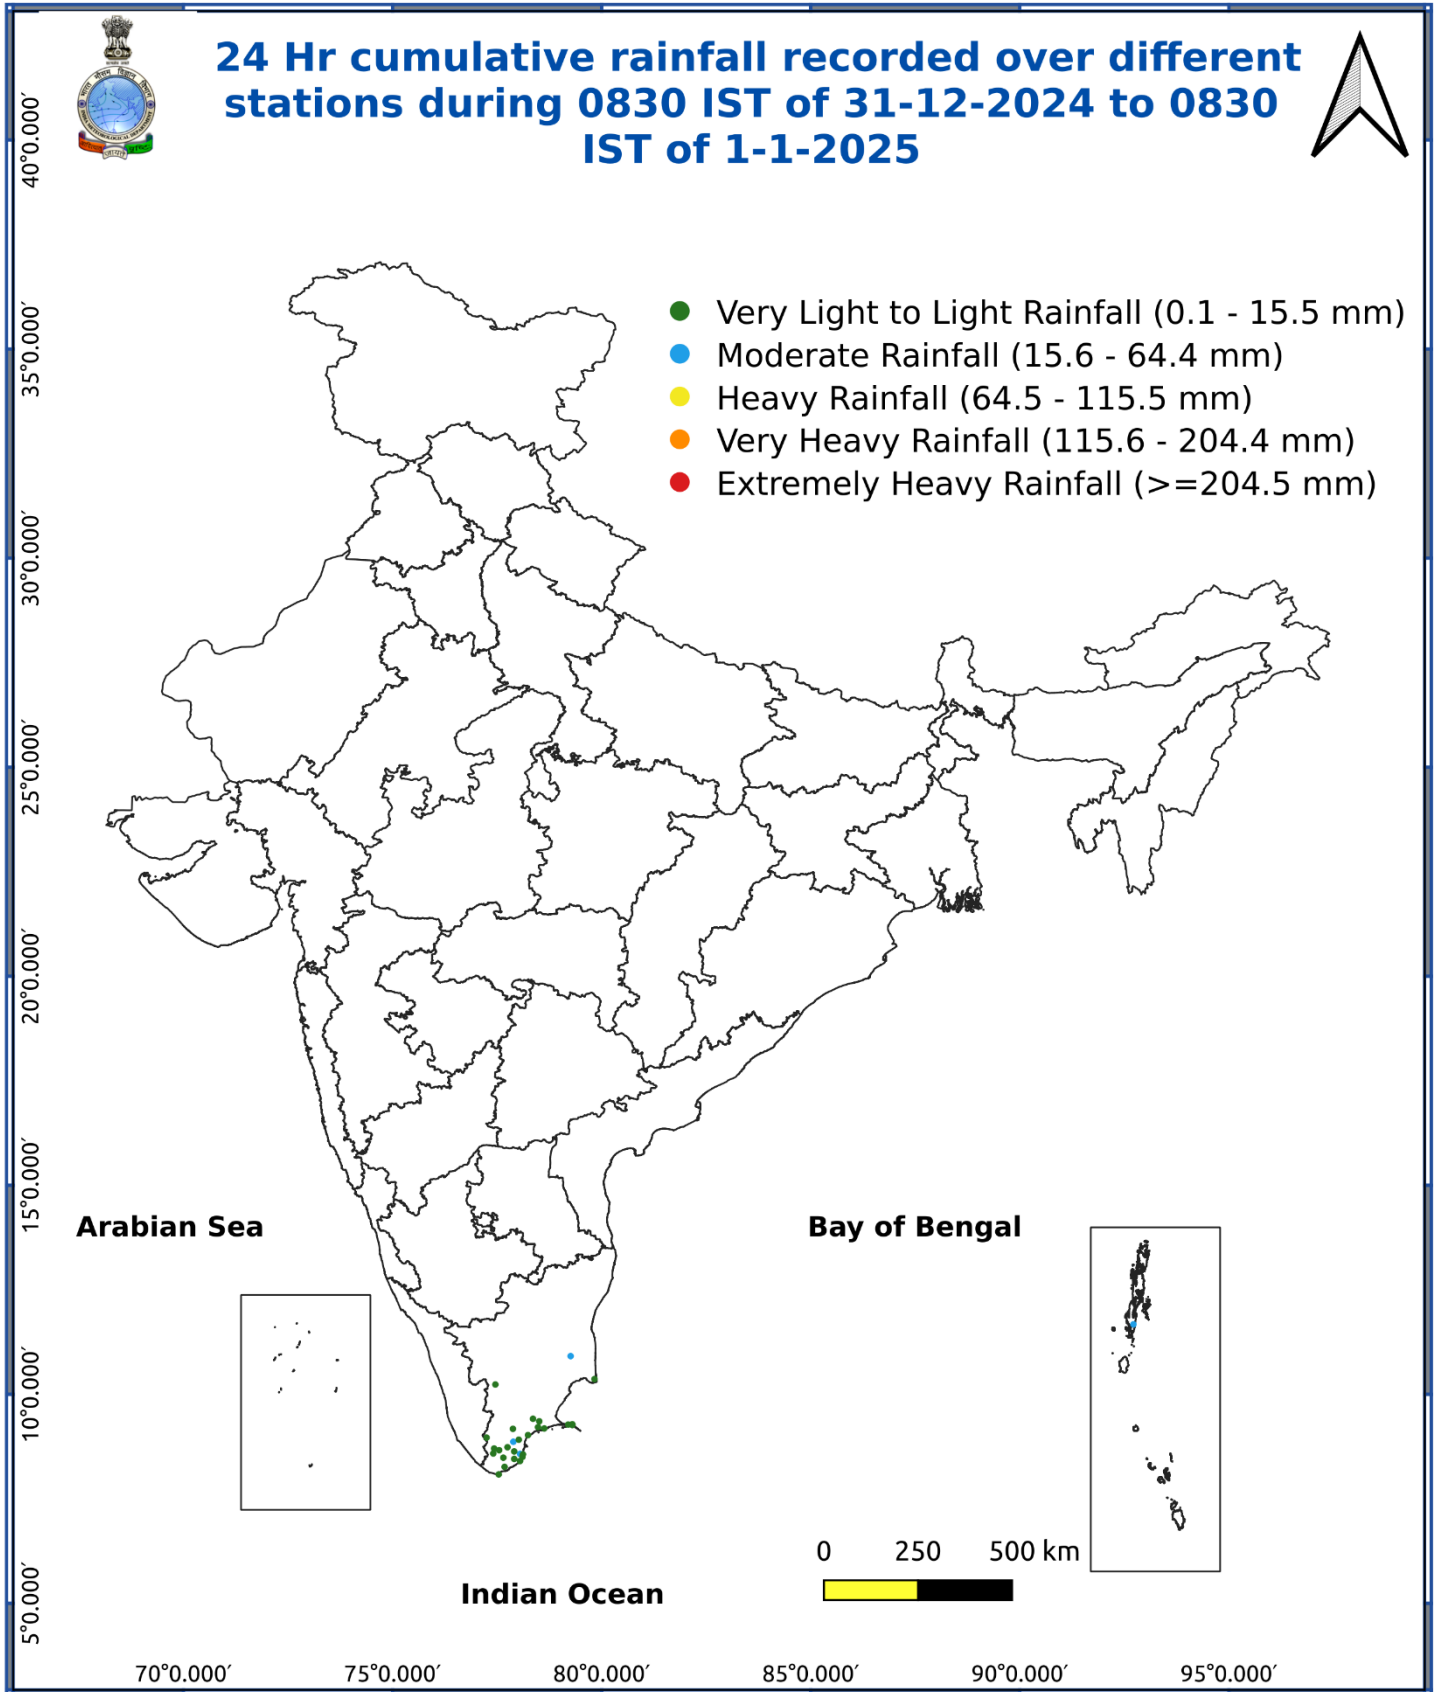 24 Hr cumulative rainfall recorded over different
stations during 0830 IST of 31-12-2024 to 0830
IST of 1-1-2025
Very Light to Light Rainfall (0.1 - 15.5 mm)
Moderate Rainfall (15.6 - 64.4 mm)
Heavy Rainfall (64.5 - 115.5 mm)
Very Heavy Rainfall (115.6 - 204.4 mm)
Extremely Heavy Rainfall (>=204.5 mm)
40°0.000′
35°0.000′
30°0.000′
25°0.000′
20°0.000′
15°0.000′
10°0.000′
5°0.000′
Arabian Sea
Bay of Bengal
Indian Ocean
0 250 500 km
70°0.000′ 75°0.000′ 80°0.000′ 85°0.000′ 90°0.000′ 95°0.000′